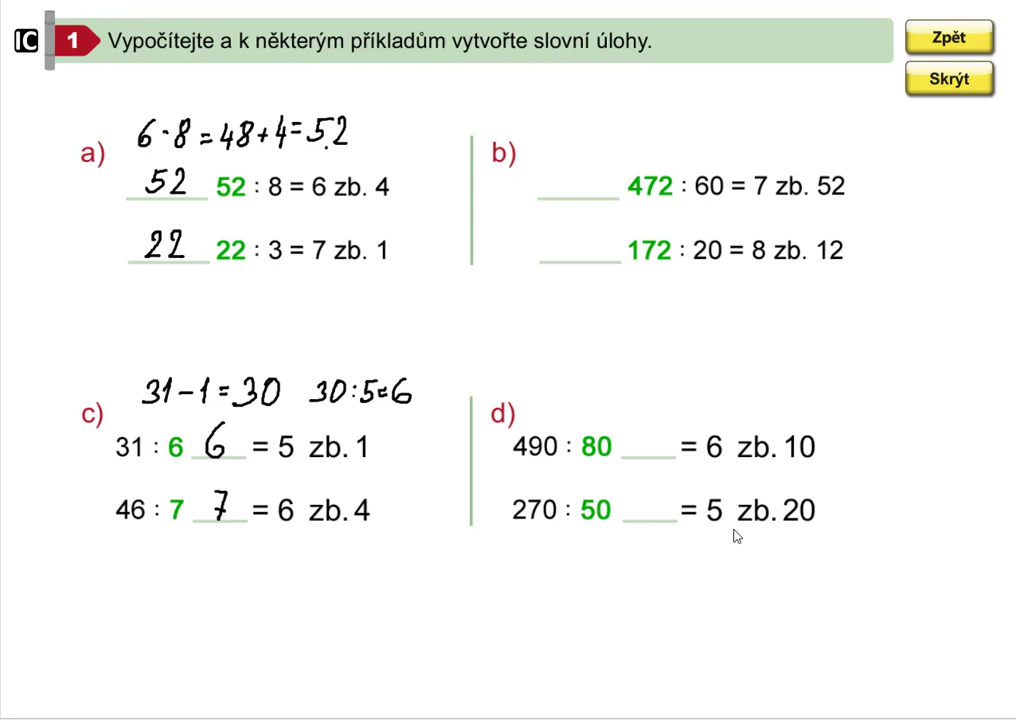 IC 1 Vypočítejte a k některým příkladům vytvořte slovní úlohy.
Zpět
Skrýt
a) 6·8=48+4=52
52 52 : 8 = 6 zb. 4
22 22 : 3 = 7 zb. 1
b)
472 : 60 = 7 zb. 52
172 : 20 = 8 zb. 12
c) 31-1=30 30:5=6
31 : 6 6 = 5 zb. 1
46 : 7 7 = 6 zb. 4
d)
490 : 80 = 6 zb. 10
270 : 50 = 5 zb. 20